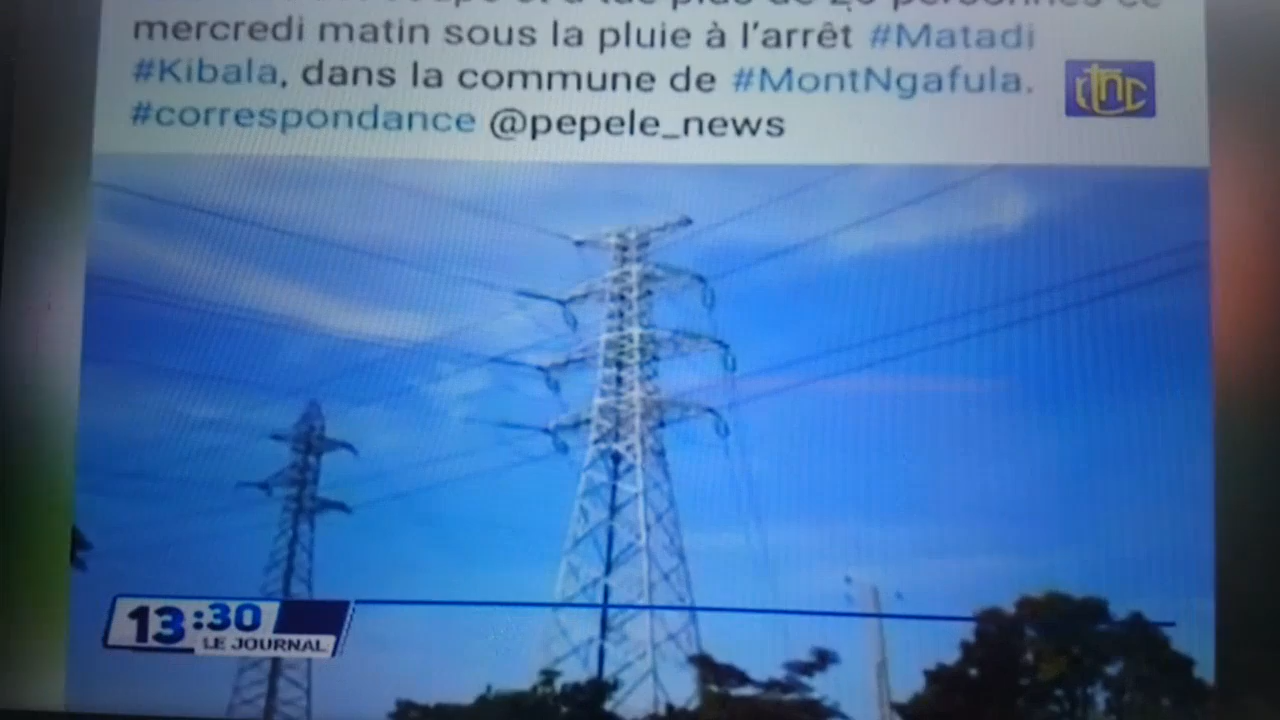 mercredi matin sous la pluie à l'arrêt #Matadi
#Kibala, dans la commune de #MontNgafula.
#correspondance @pepele_news
rtnc
13:30
LE JOURNAL